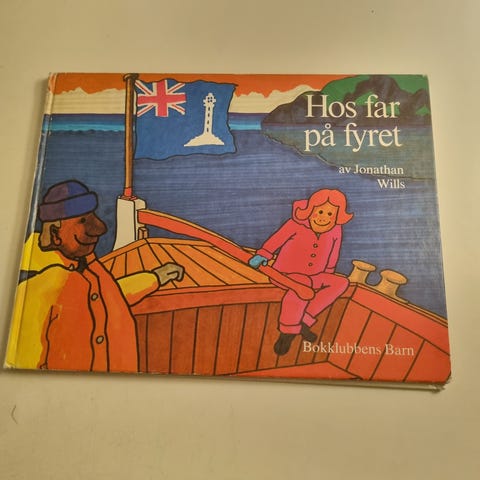 Hos far
på fyret
av Jonathan
Wills
Bokklubbens Barn